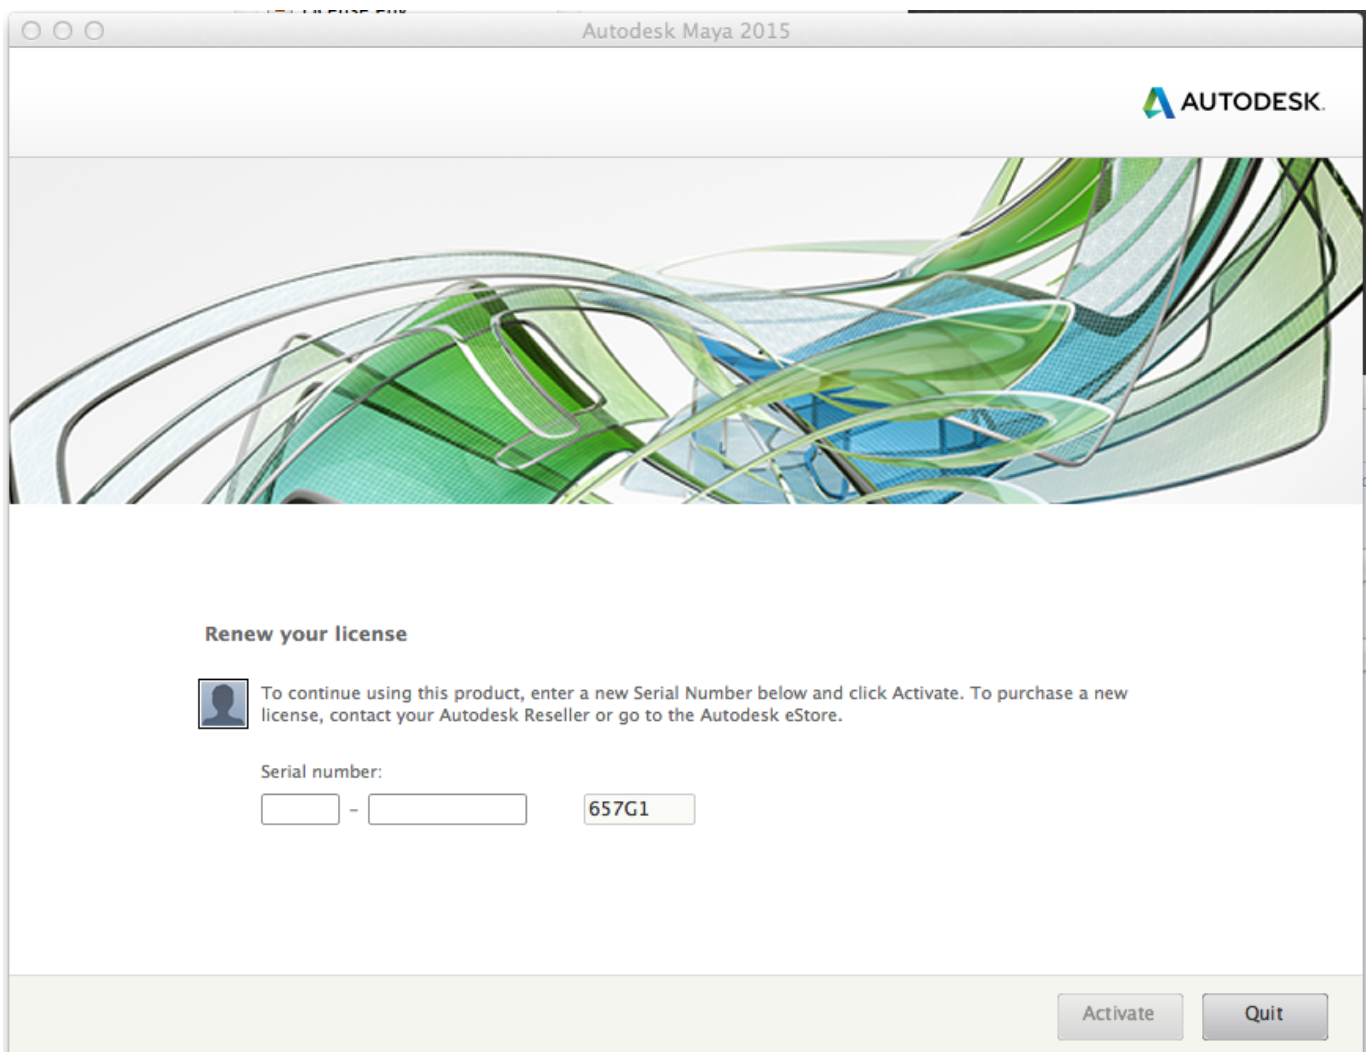 Autodesk Maya 2015
AUTODESK.
Renew your license
To continue using this product, enter a new Serial Number below and click Activate. To purchase a new
license, contact your Autodesk Reseller or go to the Autodesk eStore.
Serial number:
– 657G1
Activate Quit